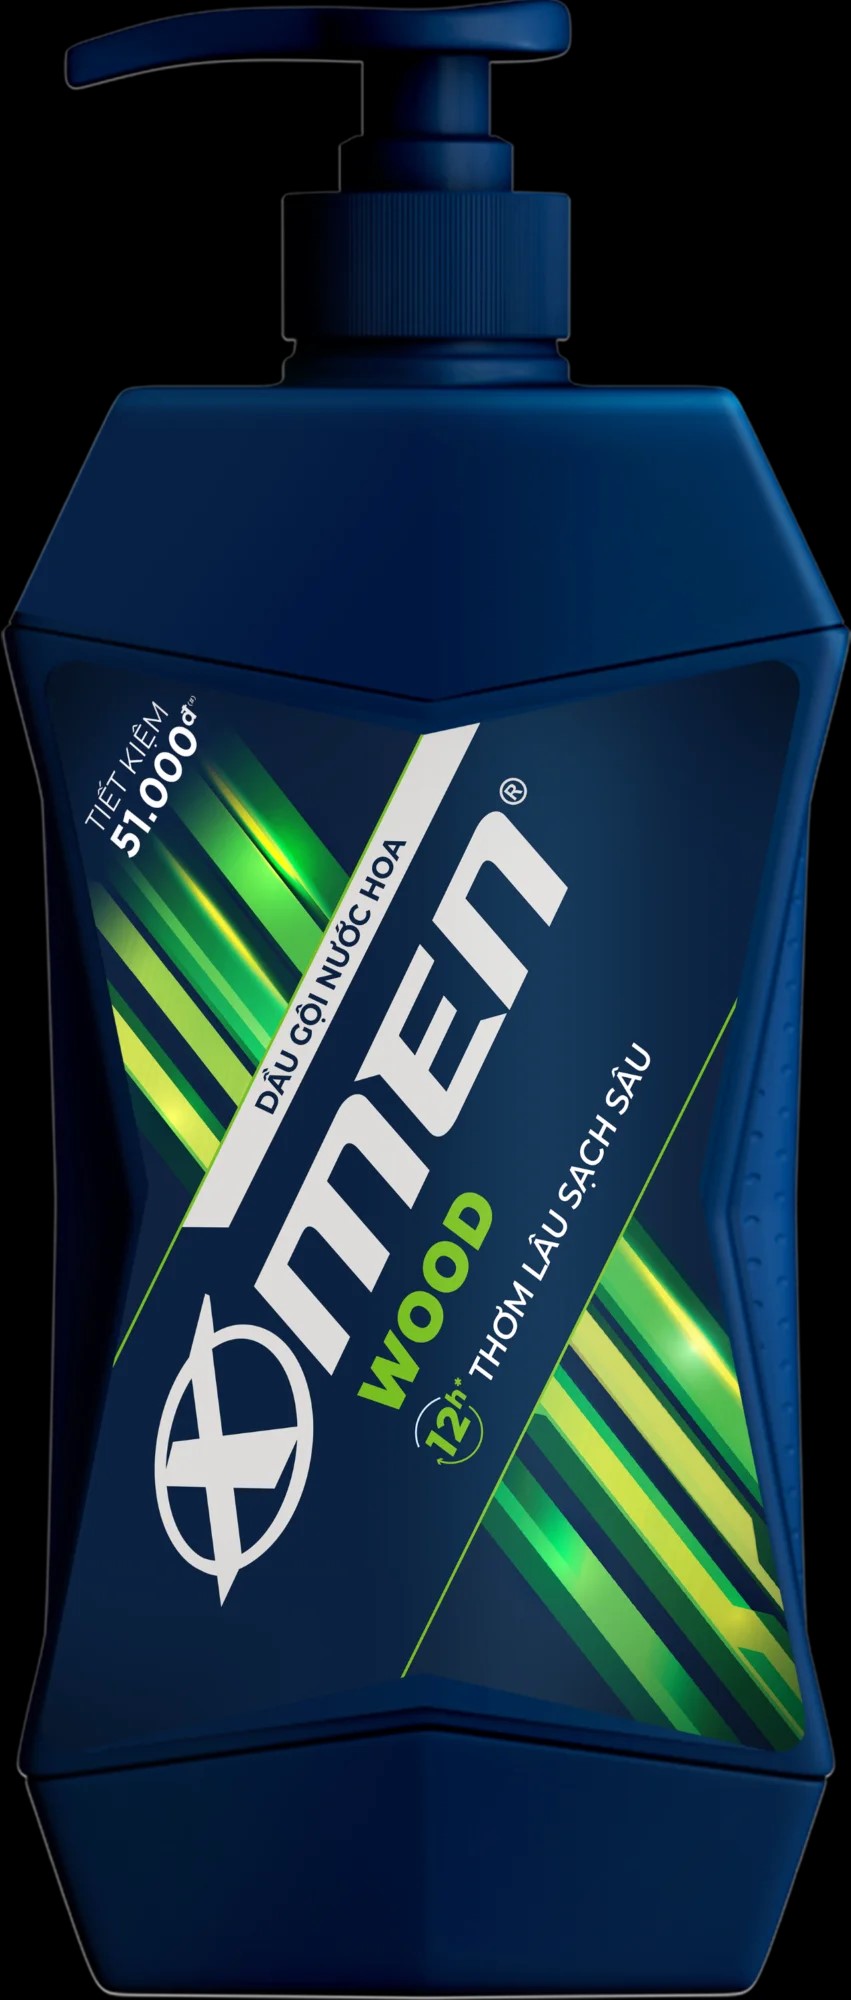 TIẾT KIỆM
51.000đ
DẦU GỘI NƯỚC HOA
Xmen®
WOOD
12h* THƠM LÂU SẠCH SÂU